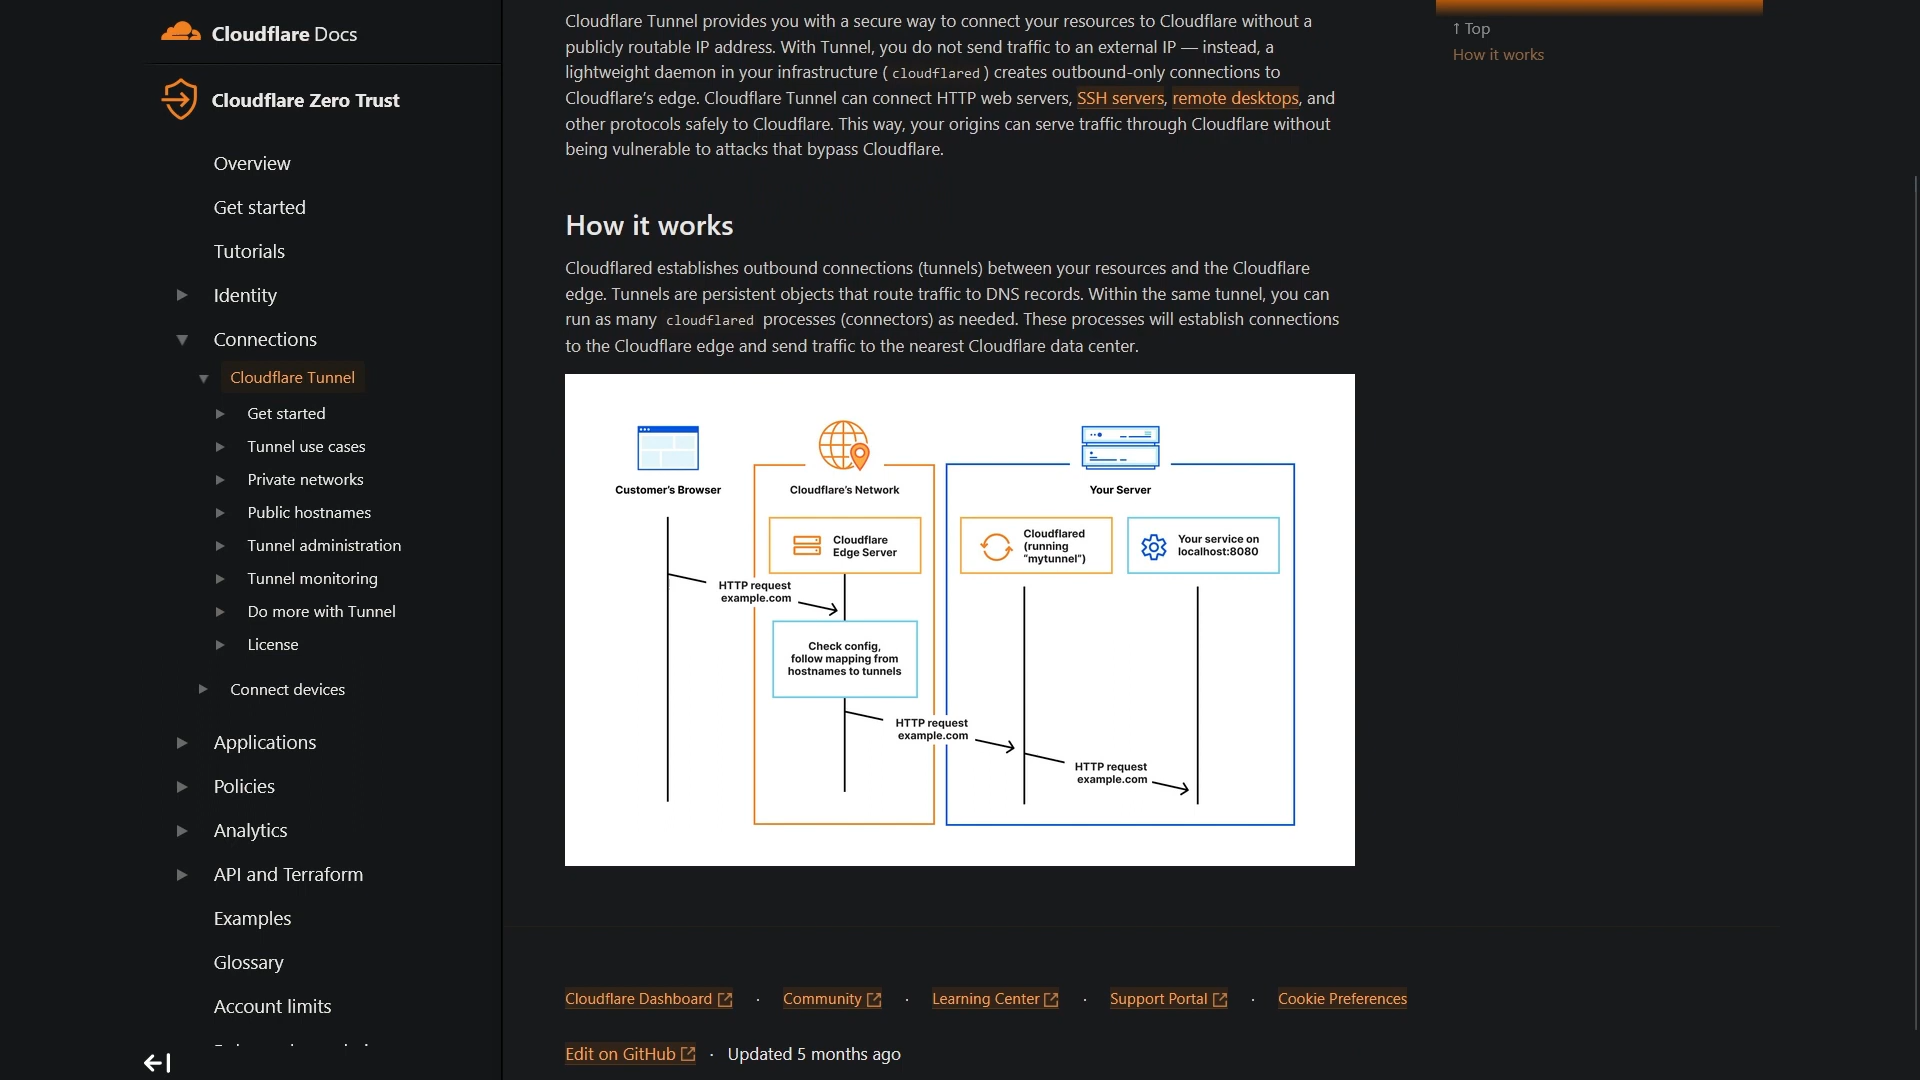 Cloudflare Docs
Cloudflare Zero Trust
Overview
Get started
Tutorials
Identity
Connections
Cloudflare Tunnel
Get started
Tunnel use cases
Private networks
Public hostnames
Tunnel administration
Tunnel monitoring
Do more with Tunnel
License
Connect devices
Applications
Policies
Analytics
API and Terraform
Examples
Glossary
Account limits
Cloudflare Tunnel provides you with a secure way to connect your resources to Cloudflare without a
publicly routable IP address. With Tunnel, you do not send traffic to an external IP — instead, a
lightweight daemon in your infrastructure ( cloudflared ) creates outbound-only connections to
Cloudflare's edge. Cloudflare Tunnel can connect HTTP web servers, SSH servers, remote desktops, and
other protocols safely to Cloudflare. This way, your origins can serve traffic through Cloudflare without
being vulnerable to attacks that bypass Cloudflare.
How it works
Cloudflared establishes outbound connections (tunnels) between your resources and the Cloudflare
edge. Tunnels are persistent objects that route traffic to DNS records. Within the same tunnel, you can
run as many cloudflared processes (connectors) as needed. These processes will establish connections
to the Cloudflare edge and send traffic to the nearest Cloudflare data center.
Customer's Browser
Cloudflare's Network
Your Server
Cloudflare
Edge Server
Cloudflared
(running
"mytunnel")
Your service on
localhost:8080
HTTP request
example.com
Check config,
follow mapping from
hostnames to tunnels
HTTP request
example.com
HTTP request
example.com
Cloudflare Dashboard · Community · Learning Center · Support Portal · Cookie Preferences
Edit on GitHub · Updated 5 months ago
↑ Top
How it works